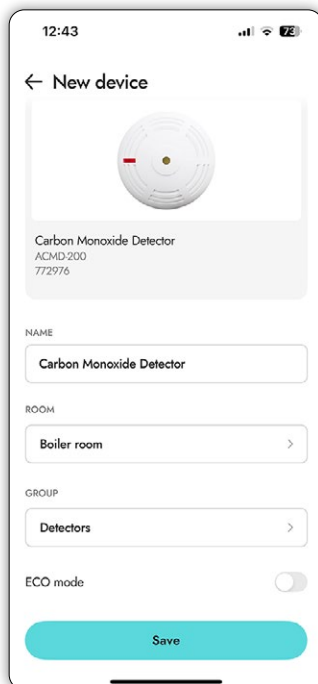 12:43
73
← New device
Carbon Monoxide Detector
ACMD-200
772976
NAME
Carbon Monoxide Detector
ROOM
Boiler room
GROUP
Detectors
ECO mode
Save